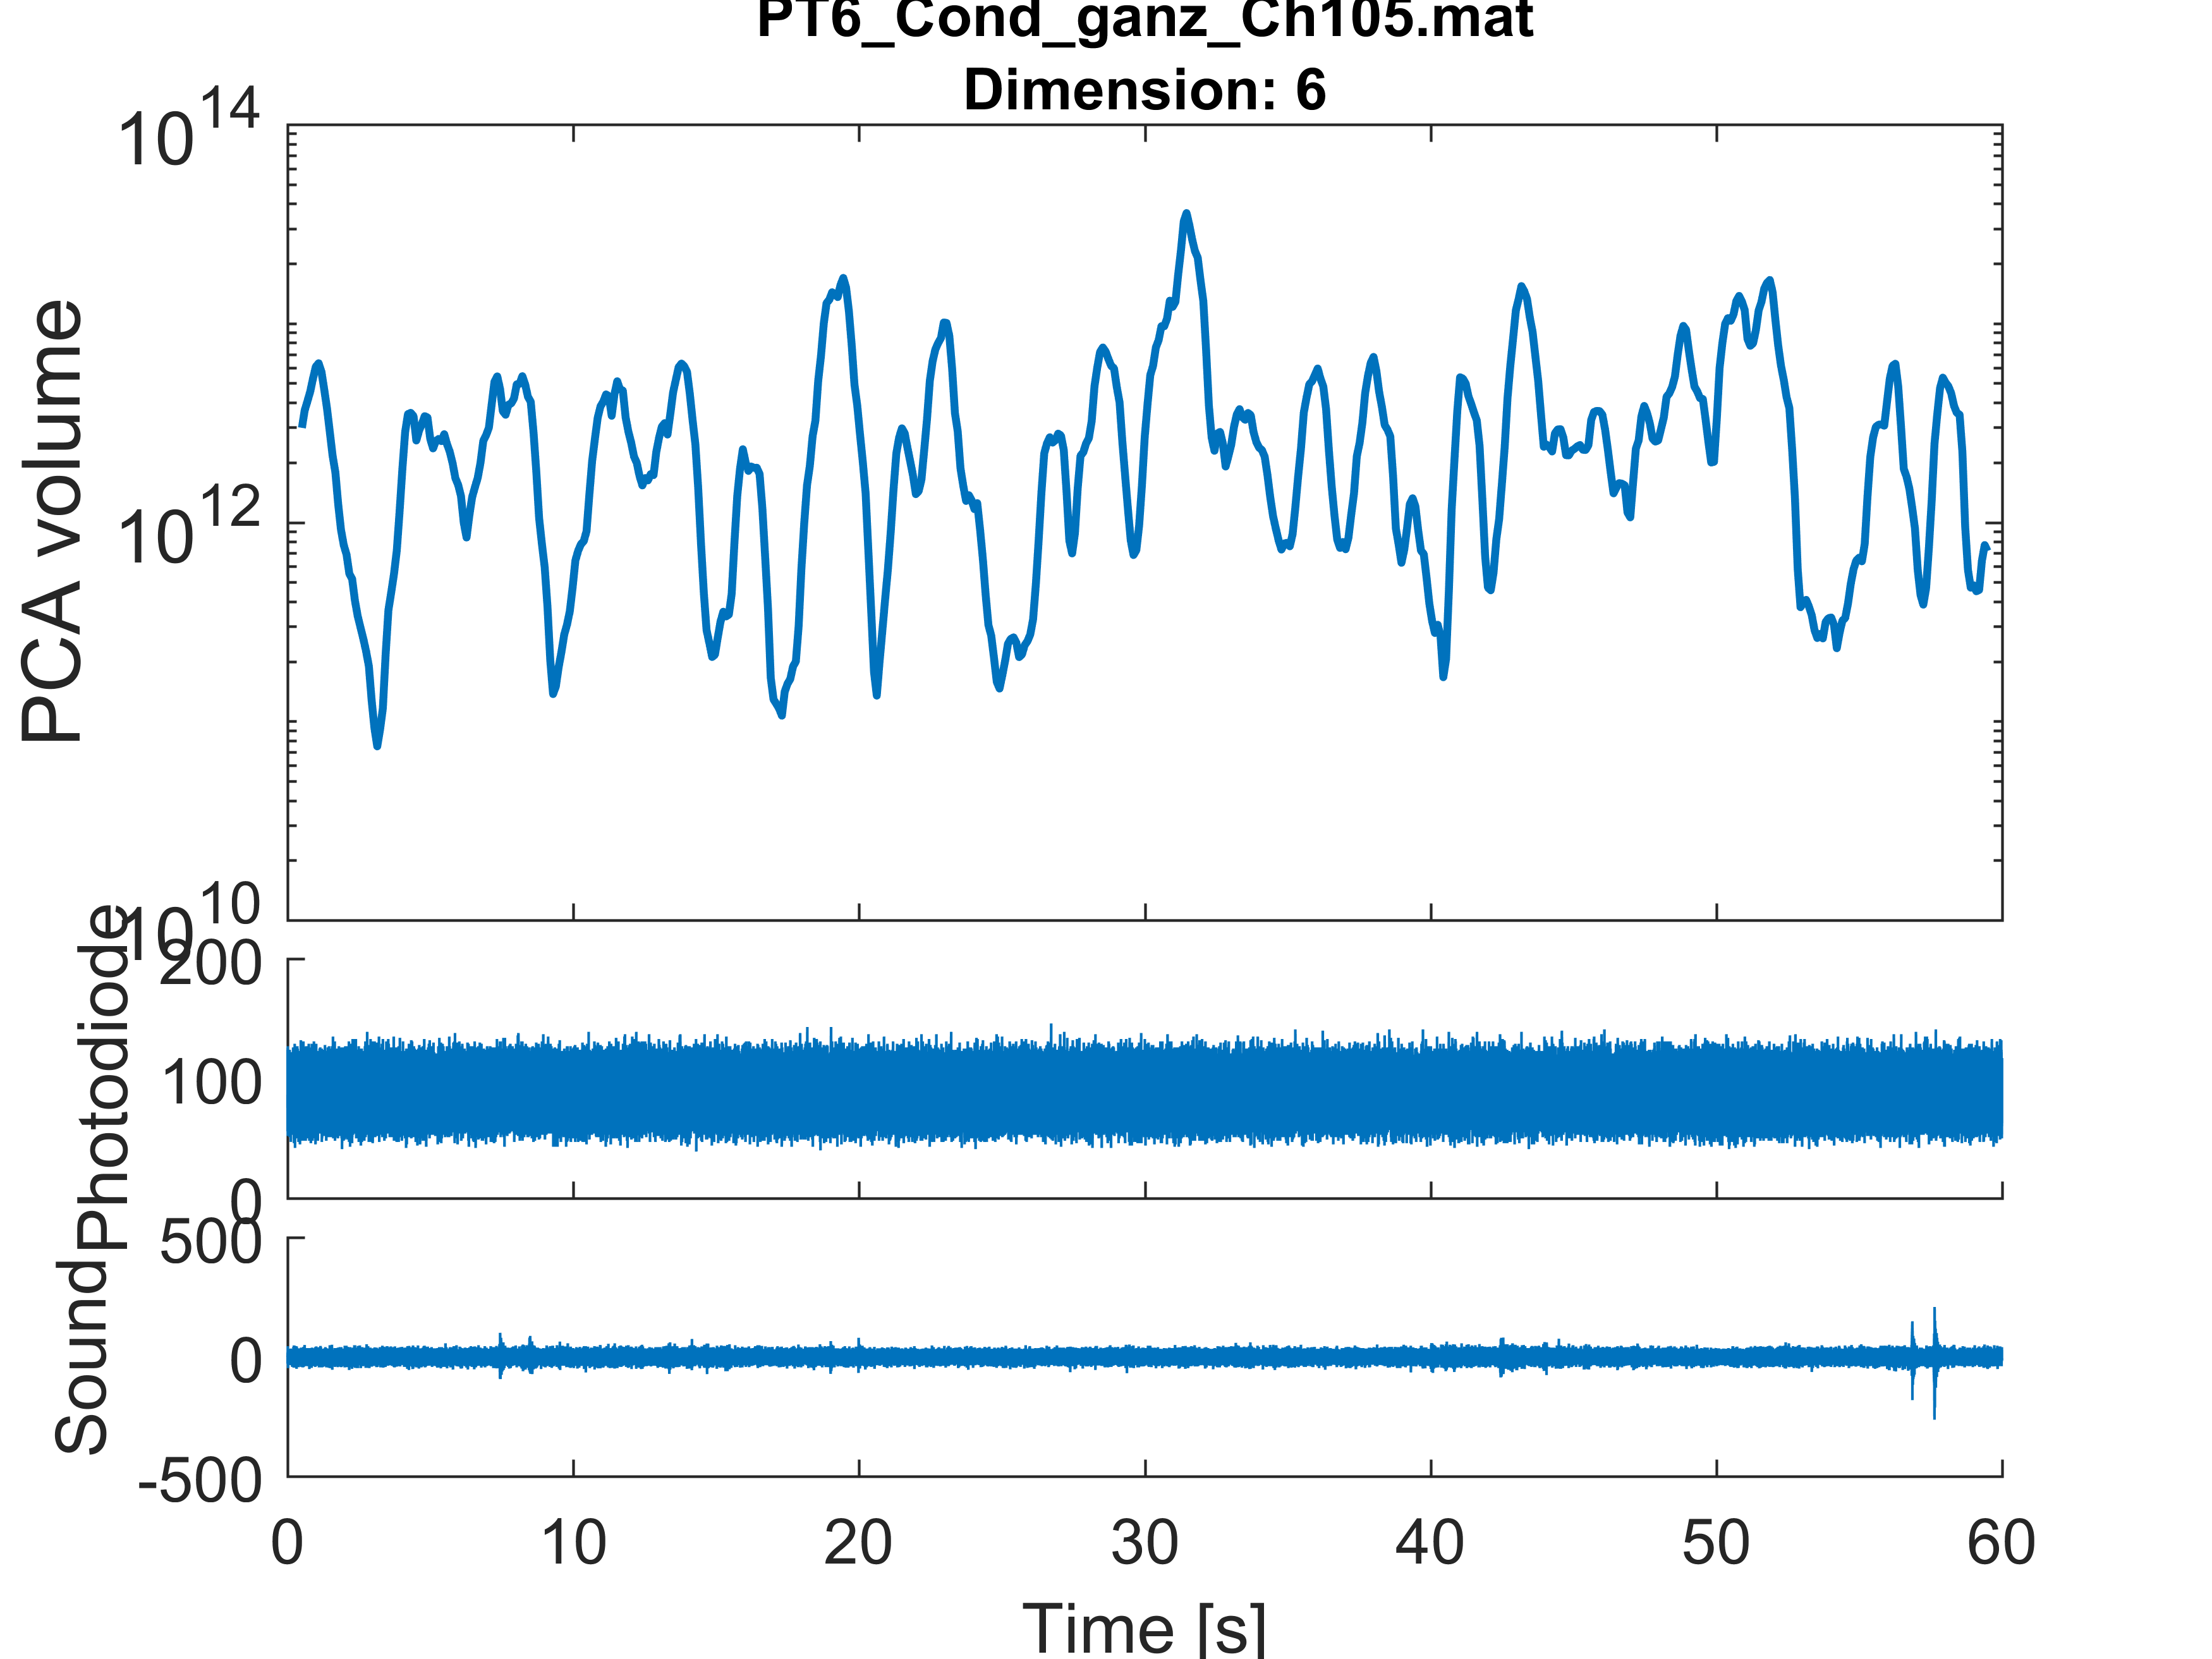 PT6_Cond_ganz_Ch105.mat
Dimension: 6
PCA volume
10^14
10^12
10^10
Photodiode
200
100
0
Sound
500
0
-500
0 10 20 30 40 50 60
Time [s]